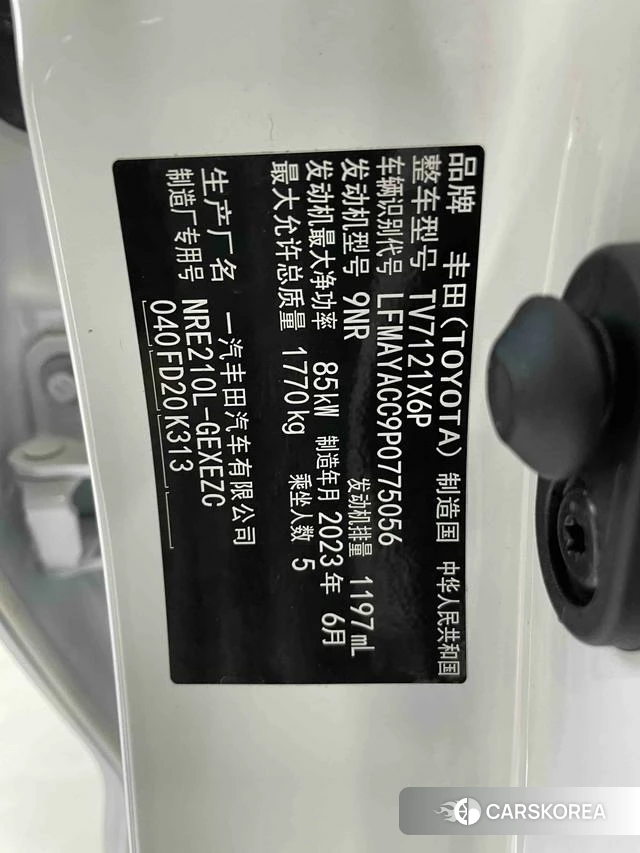 品牌 丰田(TOYOTA) 制造国 中华人民共和国
整车型号 TV7121X6P
车辆识别代号 LFMAYACC9P0775056
发动机型号 9NR 发动机排量 1197mL
发动机最大净功率 85kW 制造年月 2023年 6月
最大允许总质量 1770kg 乘坐人数 5
生产厂名 一汽丰田汽车有限公司
制造厂专用号 NRE210L-GEXEZC
040 FD20 K313
CARSKOREA